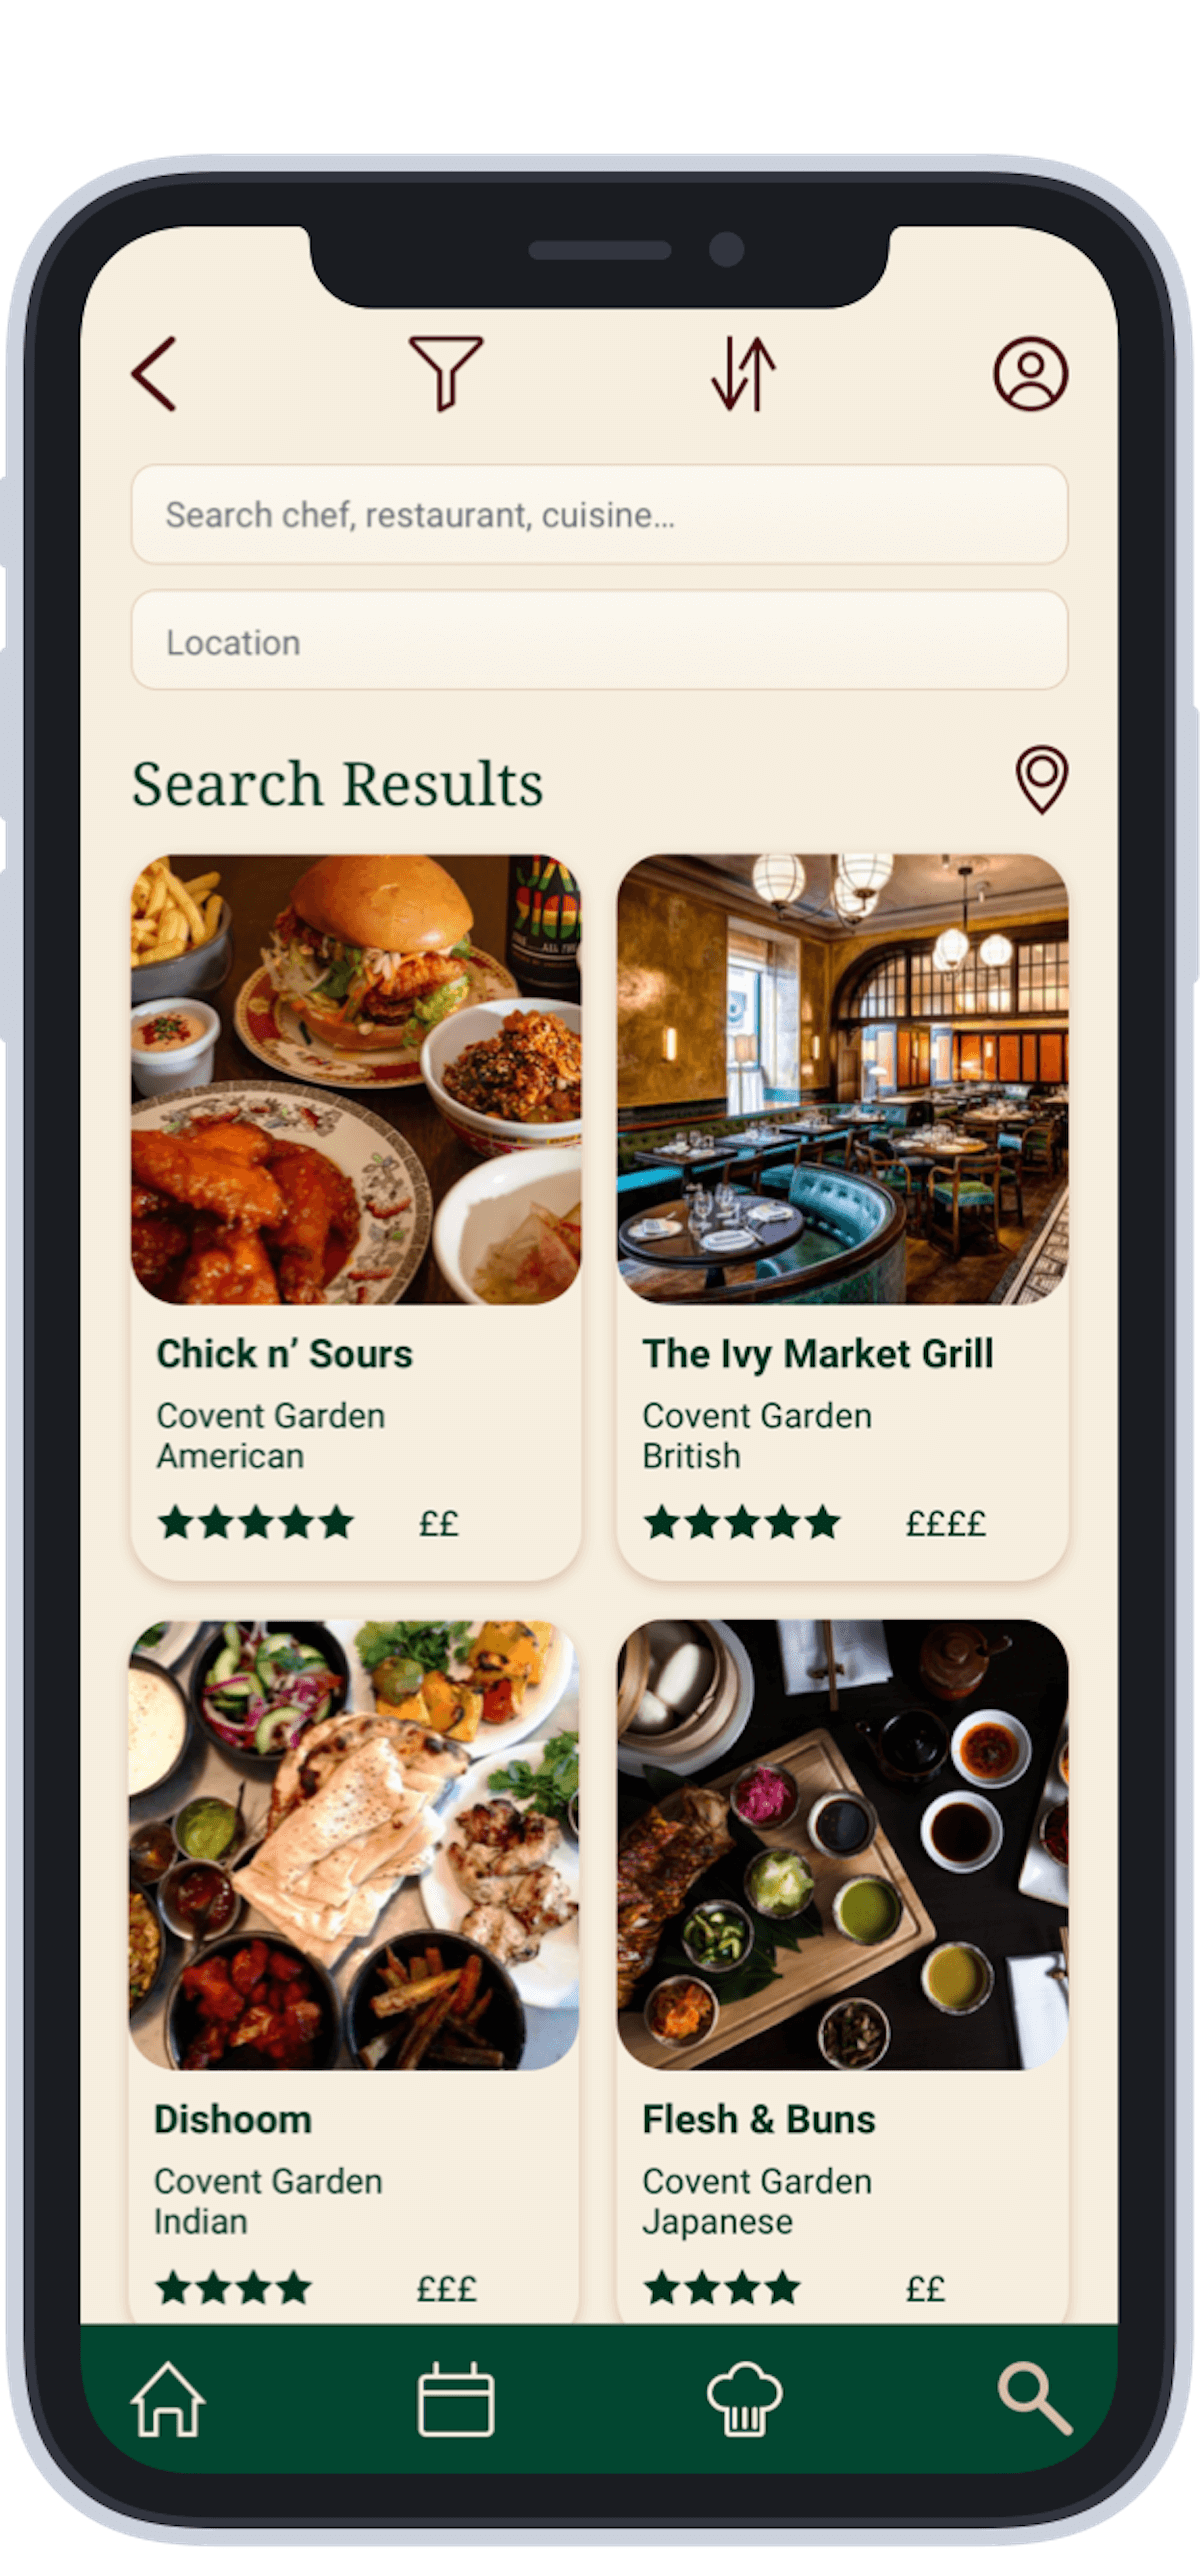 Search chef, restaurant, cuisine...
Location
Search Results
Chick n’ Sours
Covent Garden
American
££
The Ivy Market Grill
Covent Garden
British
££££
Dishoom
Covent Garden
Indian
£££
Flesh & Buns
Covent Garden
Japanese
££